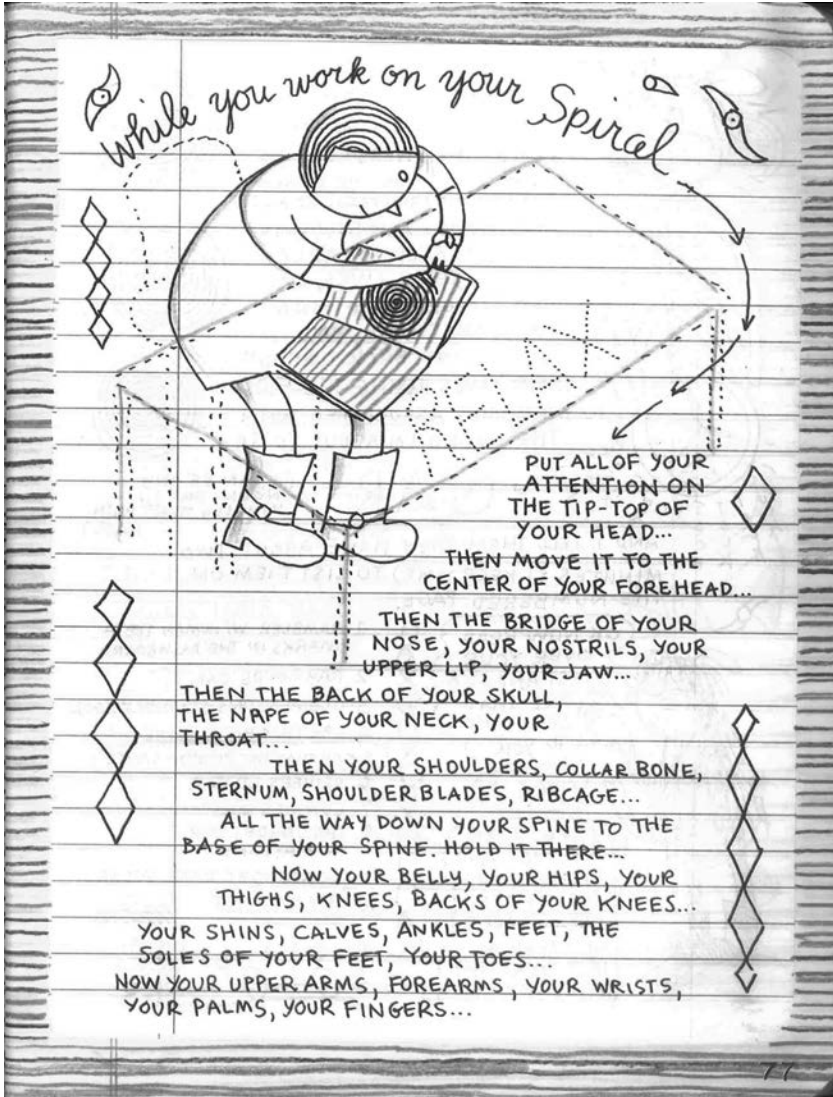 while you work on your Spiral
RELAX!
PUT ALL OF YOUR
ATTENTION ON
THE TIP-TOP OF
YOUR HEAD...
THEN MOVE IT TO THE
CENTER OF YOUR FOREHEAD...
THEN THE BRIDGE OF YOUR
NOSE, YOUR NOSTRILS, YOUR
UPPER LIP, YOUR JAW...
THEN THE BACK OF YOUR SKULL,
THE NAPE OF YOUR NECK, YOUR
THROAT...
THEN YOUR SHOULDERS, COLLAR BONE,
STERNUM, SHOULDER BLADES, RIBCAGE...
ALL THE WAY DOWN YOUR SPINE TO THE
BASE OF YOUR SPINE. HOLD IT THERE...
NOW YOUR BELLY, YOUR HIPS, YOUR
THIGHS, KNEES, BACKS OF YOUR KNEES...
YOUR SHINS, CALVES, ANKLES, FEET, THE
SOLES OF YOUR FEET, YOUR TOES...
NOW YOUR UPPER ARMS, FOREARMS, YOUR WRISTS,
YOUR PALMS, YOUR FINGERS...
77